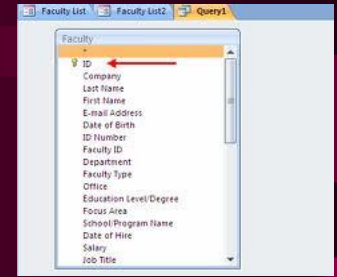 Faculty List Faculty List2 Query1
Faculty
*
ID
Company
Last Name
First Name
E-mail Address
Date of Birth
ID Number
Faculty ID
Department
Faculty Type
Office
Education Level/Degree
Focus Area
School/Program Name
Date of Hire
Salary
Job Title